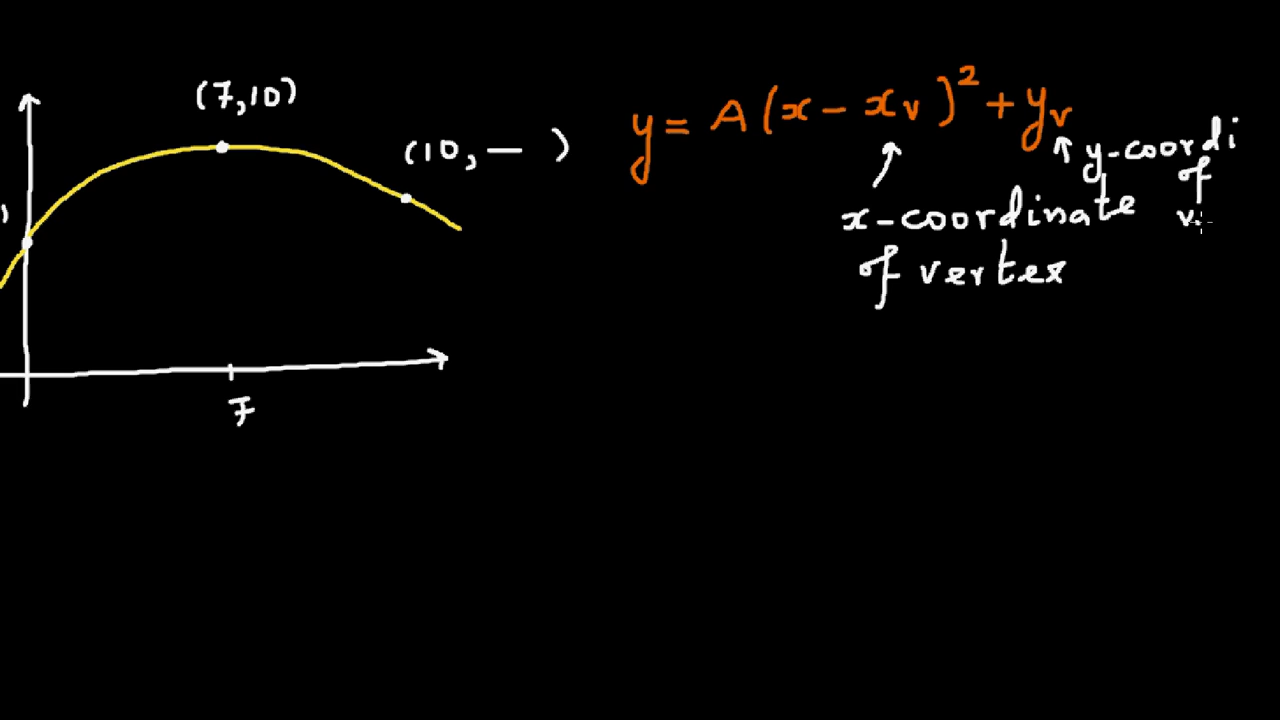 (7,10)
(10, — )
)
7
y = A(x - xᵥ)² + yᵥ
x-coordinate
of vertex
y-coordi
of
v